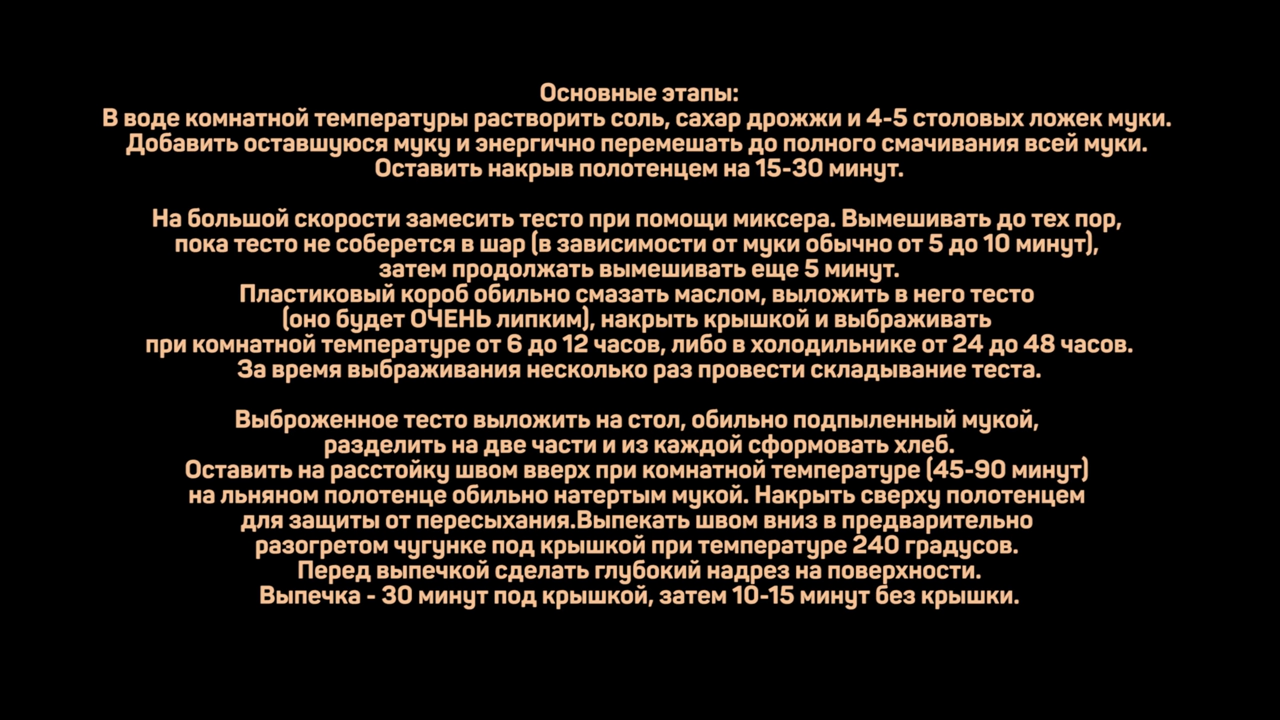 Основные этапы:
В воде комнатной температуры растворить соль, сахар дрожжи и 4-5 столовых ложек муки.
Добавить оставшуюся муку и энергично перемешать до полного смачивания всей муки.
Оставить накрыв полотенцем на 15-30 минут.
На большой скорости замесить тесто при помощи миксера. Вымешивать до тех пор,
пока тесто не соберется в шар (в зависимости от муки обычно от 5 до 10 минут),
затем продолжать вымешивать еще 5 минут.
Пластиковый короб обильно смазать маслом, выложить в него тесто
(оно будет ОЧЕНЬ липким), накрыть крышкой и выбраживать
при комнатной температуре от 6 до 12 часов, либо в холодильнике от 24 до 48 часов.
За время выбраживания несколько раз провести складывание теста.
Выброженное тесто выложить на стол, обильно подпыленный мукой,
разделить на две части и из каждой сформовать хлеб.
Оставить на расстойку швом вверх при комнатной температуре (45-90 минут)
на льняном полотенце обильно натертым мукой. Накрыть сверху полотенцем
для защиты от пересыхания.Выпекать швом вниз в предварительно
разогретом чугунке под крышкой при температуре 240 градусов.
Перед выпечкой сделать глубокий надрез на поверхности.
Выпечка - 30 минут под крышкой, затем 10-15 минут без крышки.